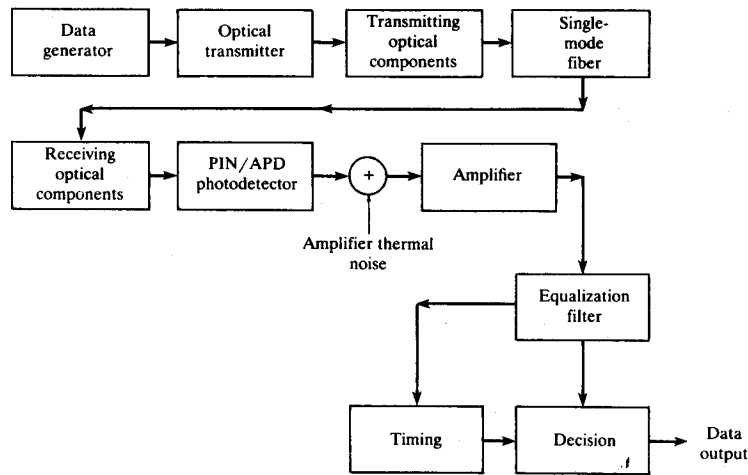 Data
generator
Optical
transmitter
Transmitting
optical
components
Single-
mode
fiber
Receiving
optical
components
PIN/APD
photodetector
+
Amplifier
Amplifier thermal
noise
Equalization
filter
Timing
Decision
Data
output